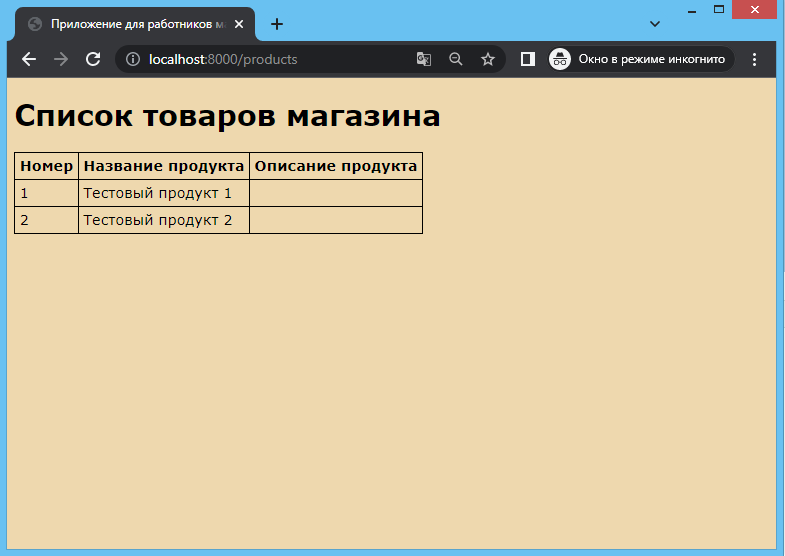 Приложение для работников м
localhost:8000/products
Окно в режиме инкогнито
Список товаров магазина
Номер Название продукта Описание продукта
1 Тестовый продукт 1
2 Тестовый продукт 2